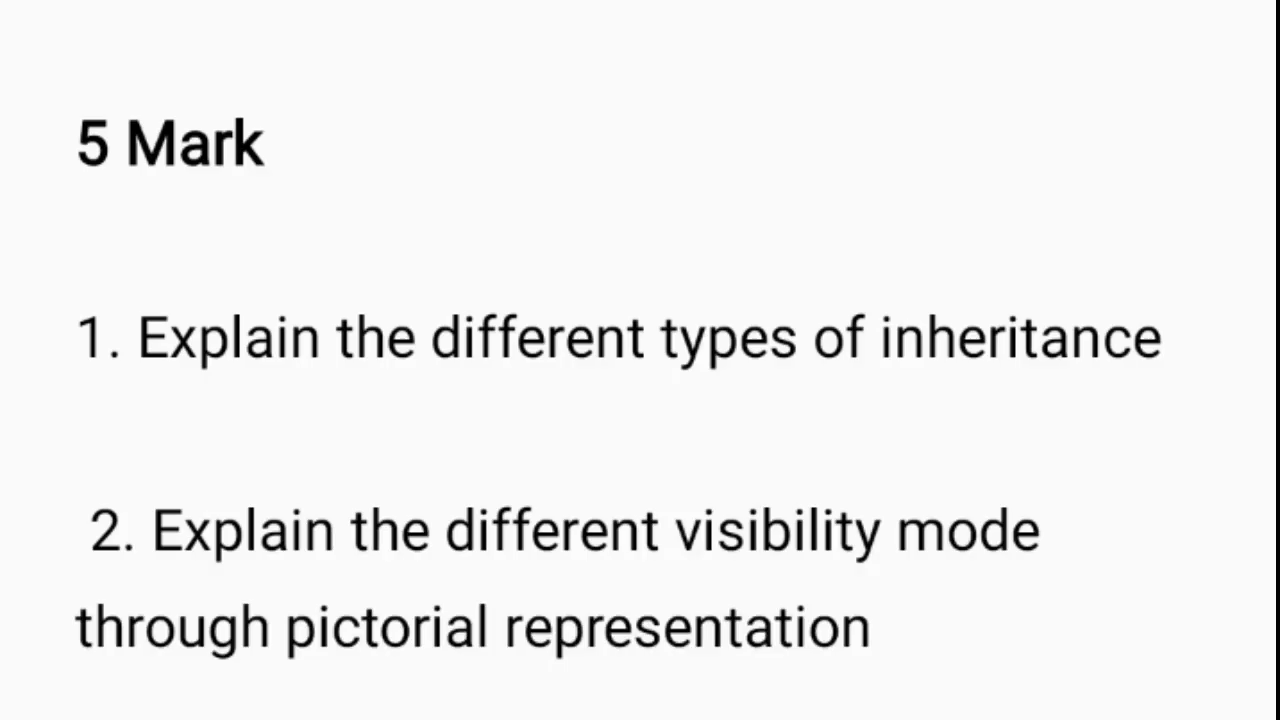 5 Mark
1. Explain the different types of inheritance
2. Explain the different visibility mode
through pictorial representation